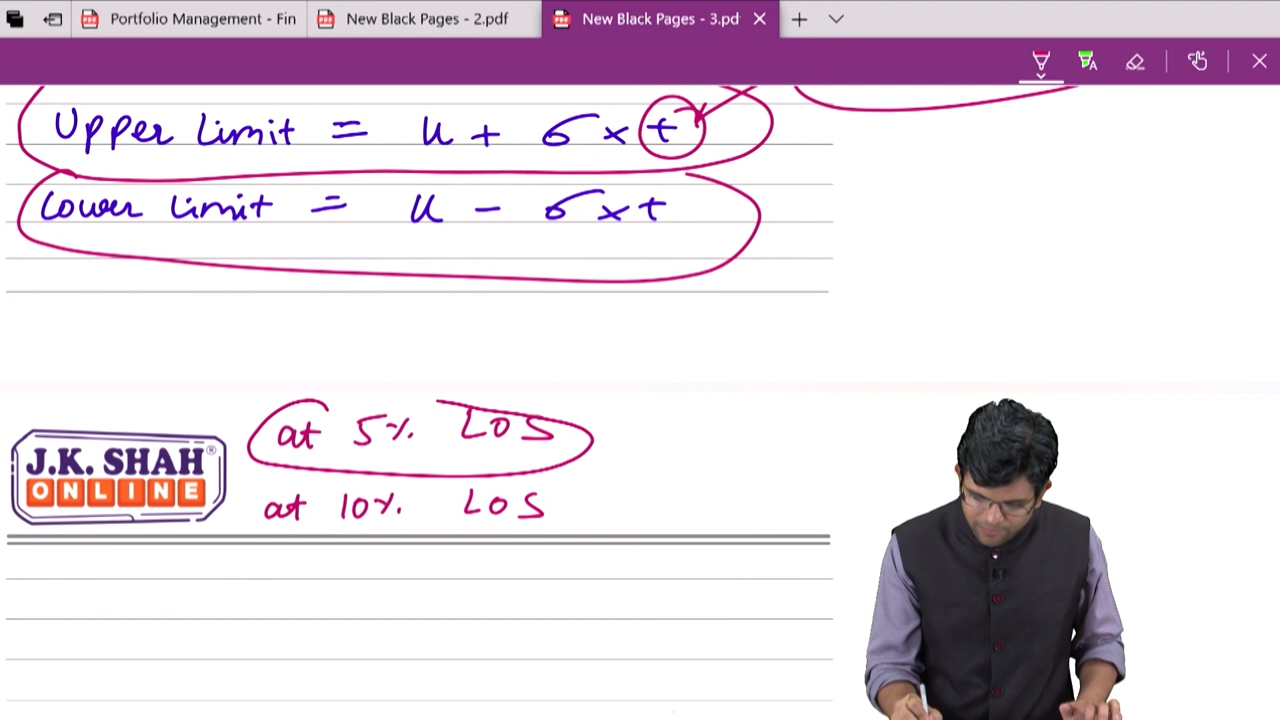 Portfolio Management - Fin
New Black Pages - 2.pdf
New Black Pages - 3.pd
A
Upper Limit = u + σ x t
Lower Limit = u - σ x t
at 5% LOS
at 10% LOS
J.K. SHAH®
ONLINE